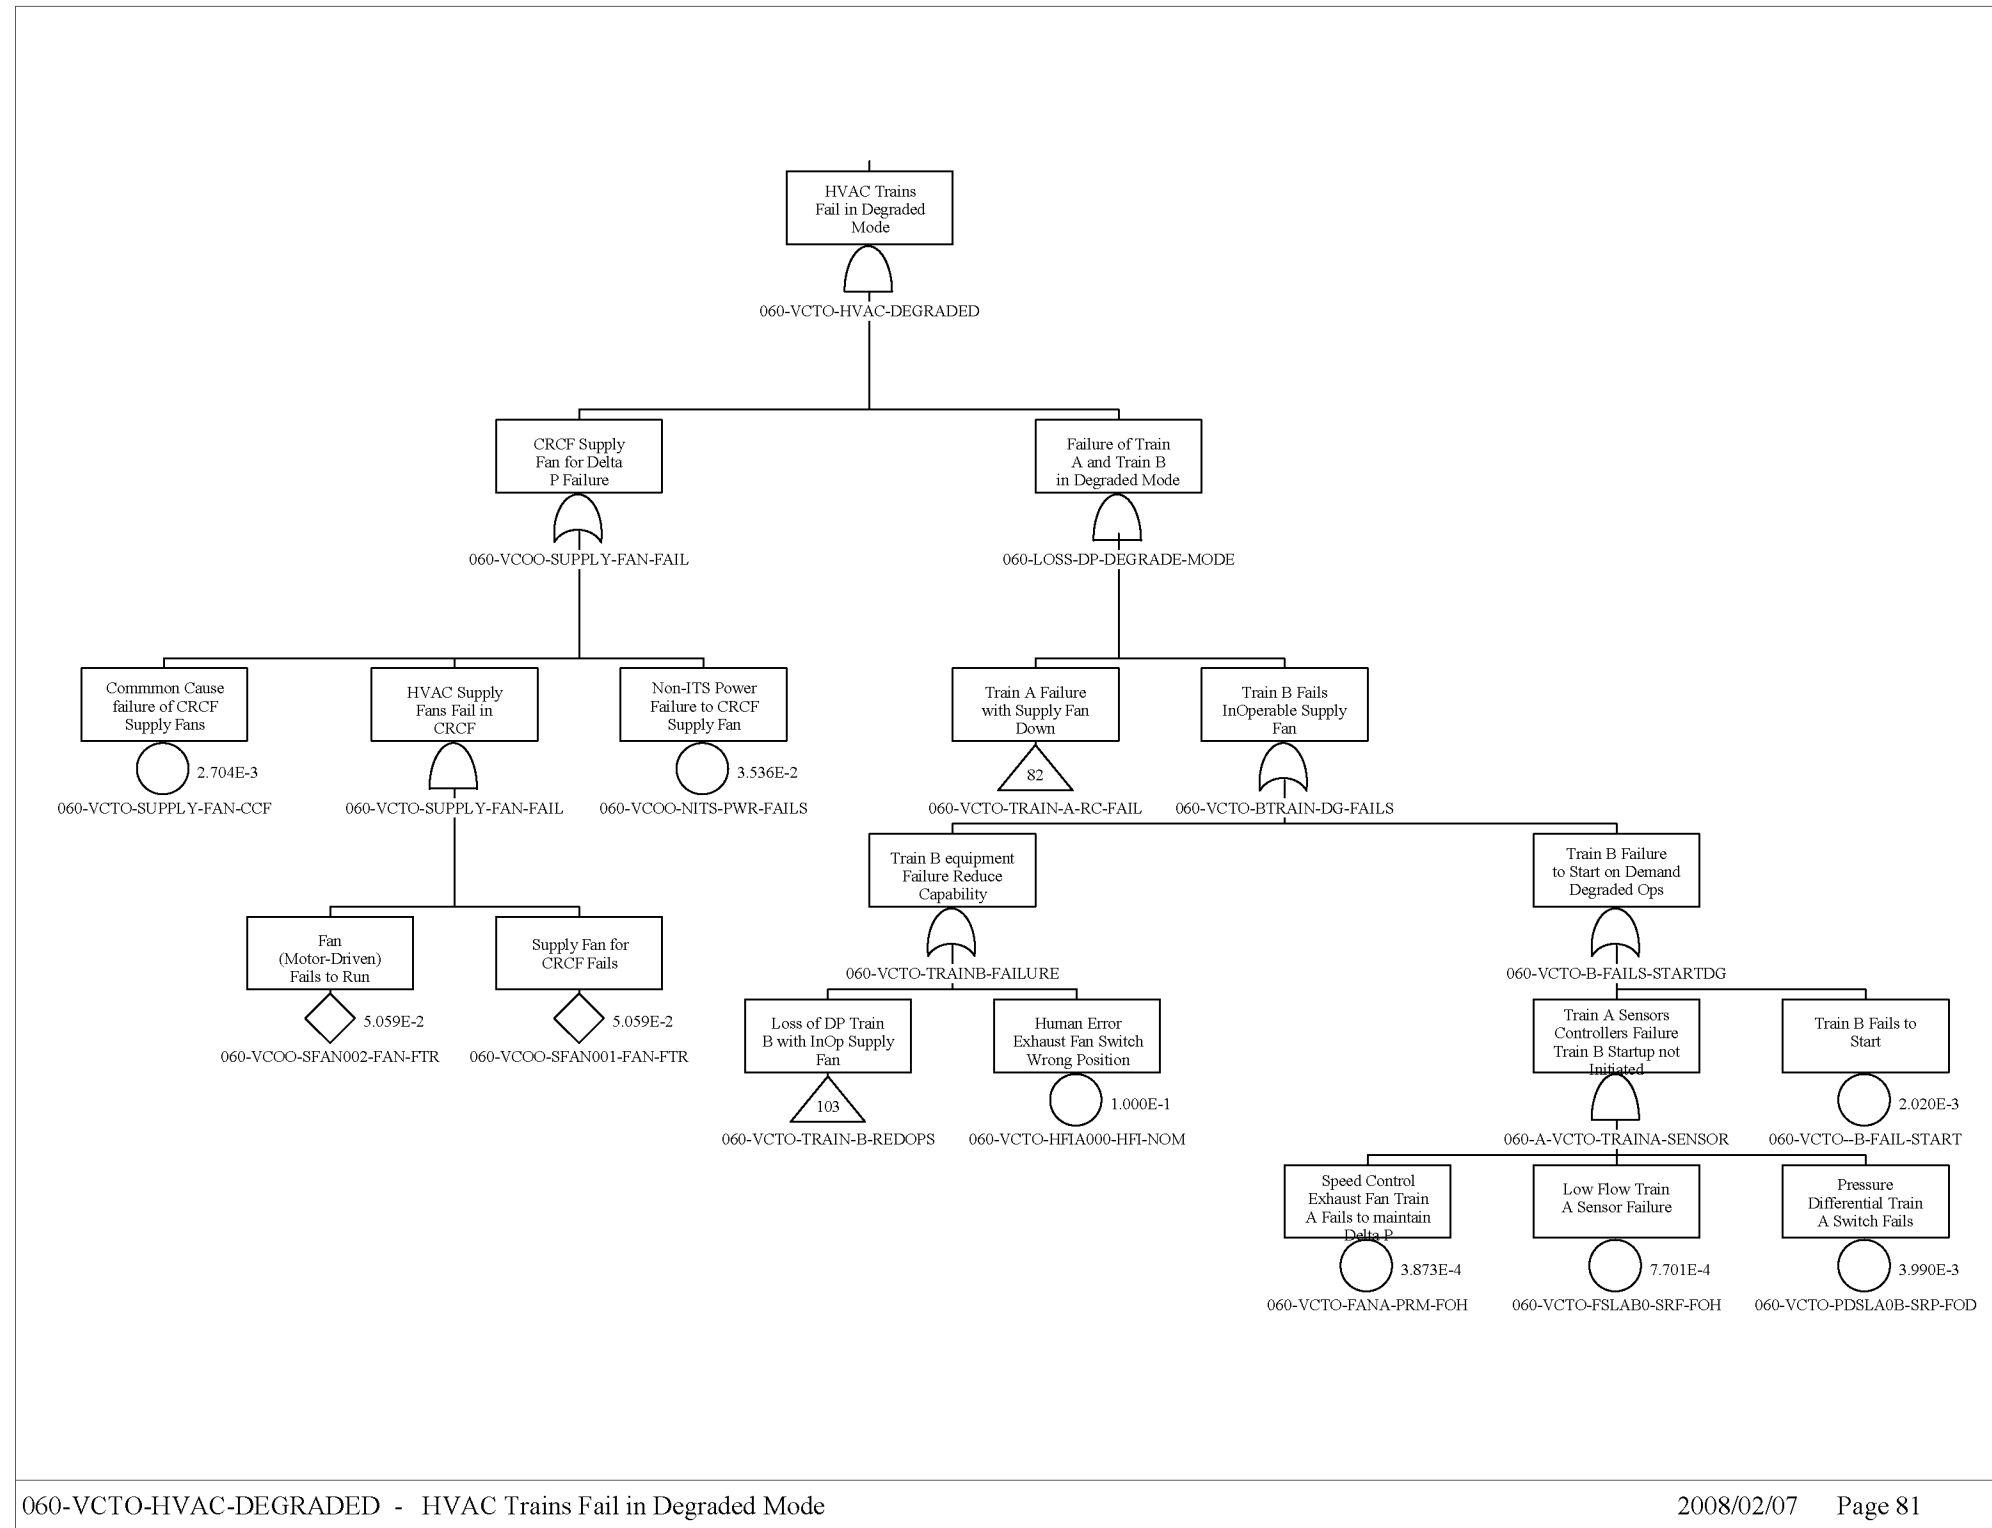 HVAC Trains
Fail in Degraded
Mode
060-VCTO-HVAC-DEGRADED
CRCF Supply
Fan for Delta
P Failure
060-VCOO-SUPPLY-FAN-FAIL
Failure of Train
A and Train B
in Degraded Mode
060-LOSS-DP-DEGRADE-MODE
Commmon Cause
failure of CRCF
Supply Fans
2.704E-3
060-VCTO-SUPPLY-FAN-CCF
HVAC Supply
Fans Fail in
CRCF
060-VCTO-SUPPLY-FAN-FAIL
Non-ITS Power
Failure to CRCF
Supply Fan
3.536E-2
060-VCOO-NITS-PWR-FAILS
Train A Failure
with Supply Fan
Down
82
060-VCTO-TRAIN-A-RC-FAIL
Train B Fails
InOperable Supply
Fan
060-VCTO-BTRAIN-DG-FAILS
Train B equipment
Failure Reduce
Capability
060-VCTO-TRAINB-FAILURE
Train B Failure
to Start on Demand
Degraded Ops
060-VCTO-B-FAILS-STARTDG
Fan
(Motor-Driven)
Fails to Run
5.059E-2
060-VCOO-SFAN002-FAN-FTR
Supply Fan for
CRCF Fails
5.059E-2
060-VCOO-SFAN001-FAN-FTR
Loss of DP Train
B with InOp Supply
Fan
103
060-VCTO-TRAIN-B-REDOPS
Human Error
Exhaust Fan Switch
Wrong Position
1.000E-1
060-VCTO-HFIA000-HFI-NOM
Train A Sensors
Controllers Failure
Train B Startup not
Initiated
060-A-VCTO-TRAINA-SENSOR
Train B Fails to
Start
2.020E-3
060-VCTO--B-FAIL-START
Speed Control
Exhaust Fan Train
A Fails to maintain
Delta P
3.873E-4
060-VCTO-FANA-PRM-FOH
Low Flow Train
A Sensor Failure
7.701E-4
060-VCTO-FSLAB0-SRF-FOH
Pressure
Differential Train
A Switch Fails
3.990E-3
060-VCTO-PDSLA0B-SRP-FOD
060-VCTO-HVAC-DEGRADED - HVAC Trains Fail in Degraded Mode
2008/02/07 Page 81